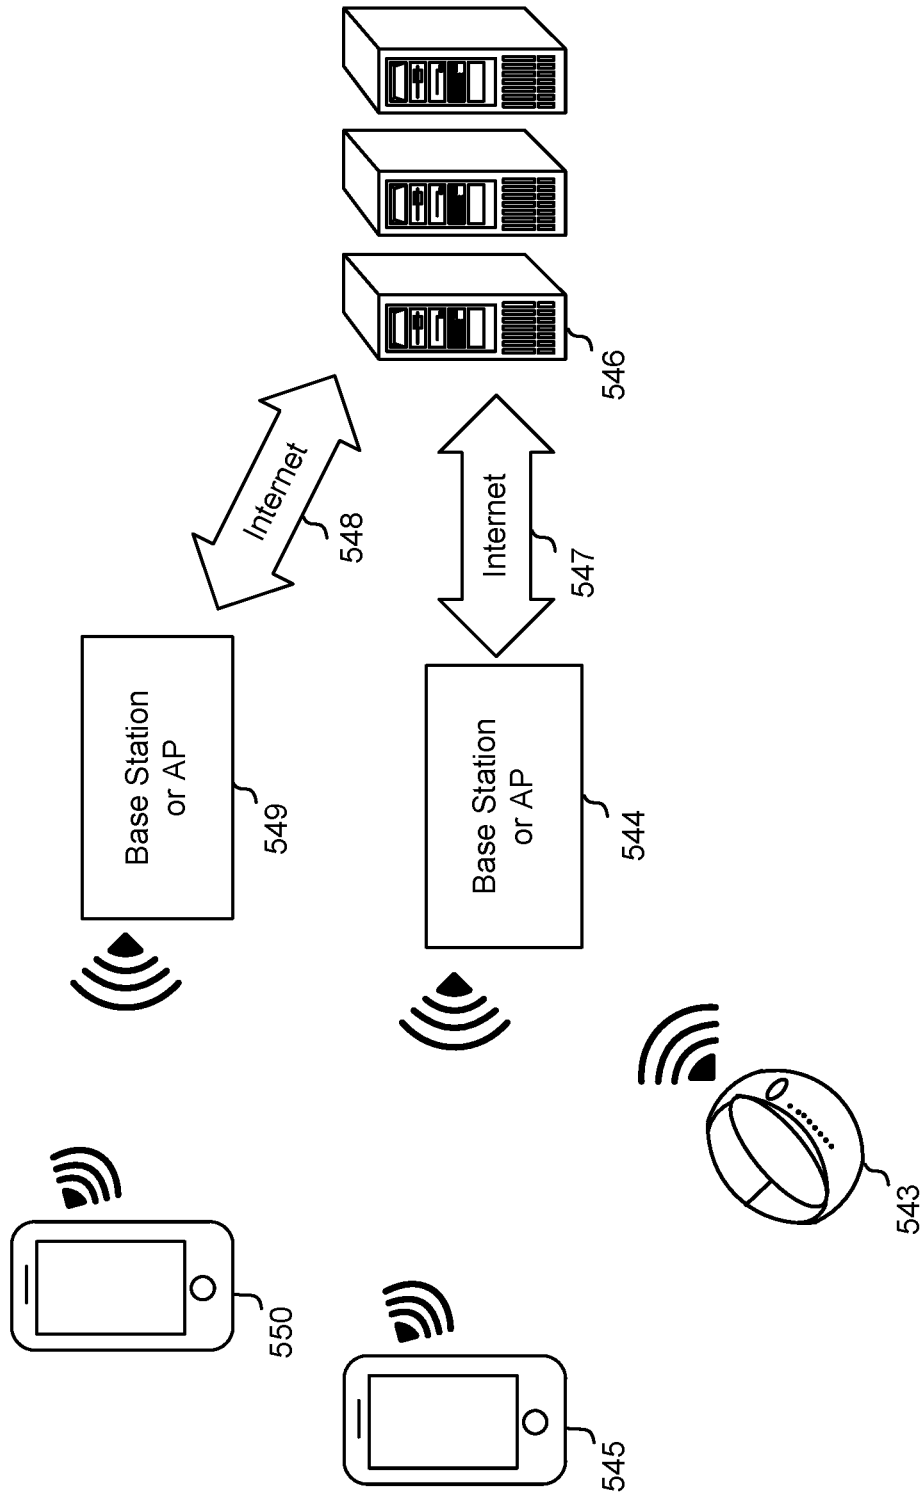 550
545
543
Base Station
or AP
549
Base Station
or AP
544
Internet
548
Internet
547
546